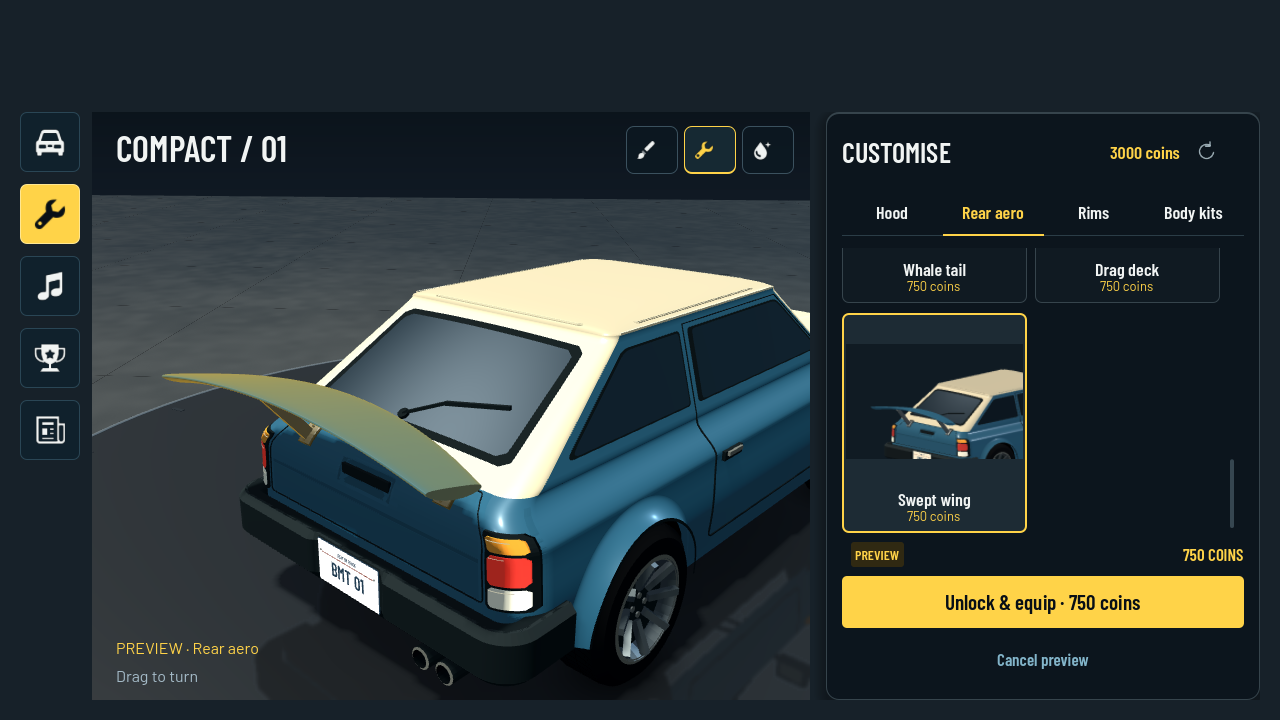 COMPACT / 01
CUSTOMISE
3000 coins
Hood
Rear aero
Rims
Body kits
Whale tail
750 coins
Drag deck
750 coins
Swept wing
750 coins
PREVIEW
750 COINS
Unlock & equip · 750 coins
Cancel preview
BMT 01
PREVIEW · Rear aero
Drag to turn